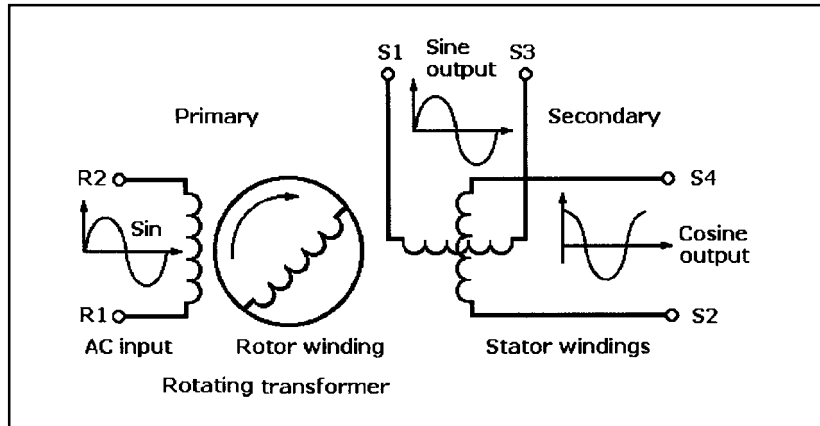 S1
Sine
output
S3
Primary
Secondary
R2
S4
Sin
Cosine
output
R1
S2
AC input
Rotor winding
Stator windings
Rotating transformer